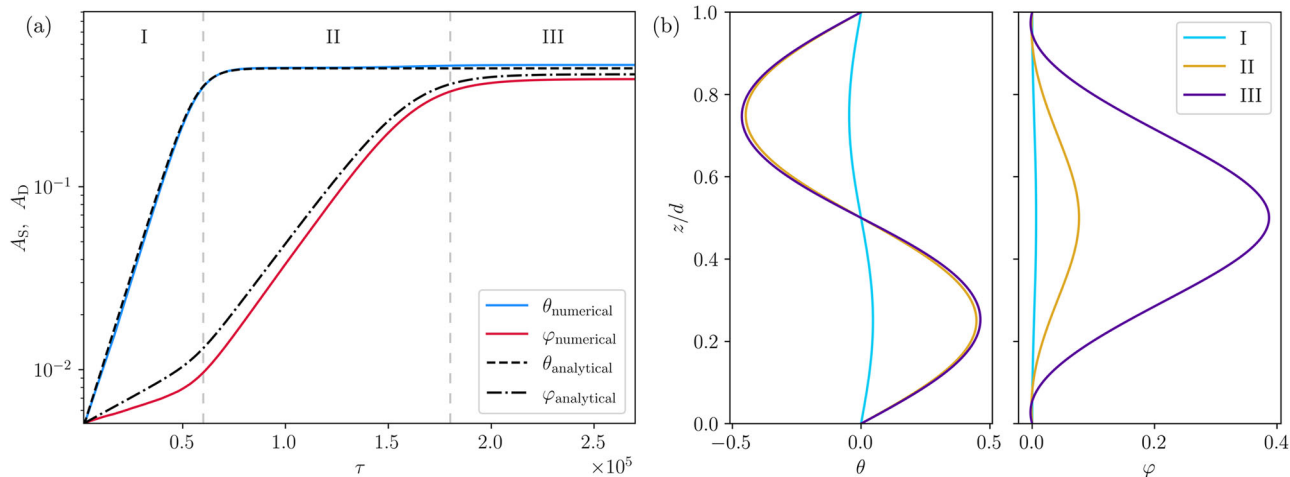 (a)
I
II
III
10⁻¹
10⁻²
A_S, A_D
θ_numerical
φ_numerical
θ_analytical
φ_analytical
0.5
1.0
1.5
2.0
2.5
×10⁵
τ
(b)
1.0
0.8
0.6
0.4
0.2
0.0
z/d
−0.5
0.0
0.5
θ
I
II
III
0.0
0.2
0.4
φ